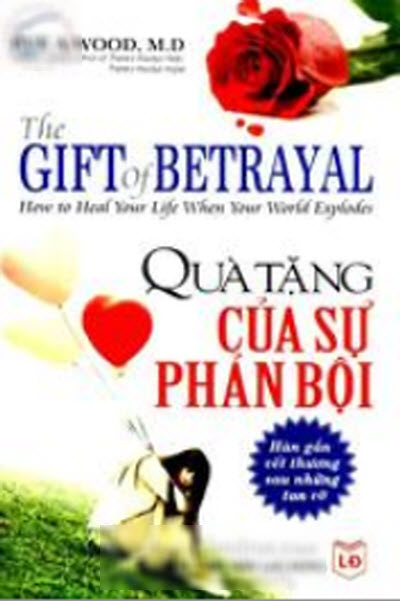 WOOD, M.D
The
GIFT Of BETRAYAL
How to Heal Your Life When Your World Explodes
QUÀ TẶNG
CỦA SỰ
PHẢN BỘI
Hàn gắn
vết thương
sau những
tan vỡ
LĐ